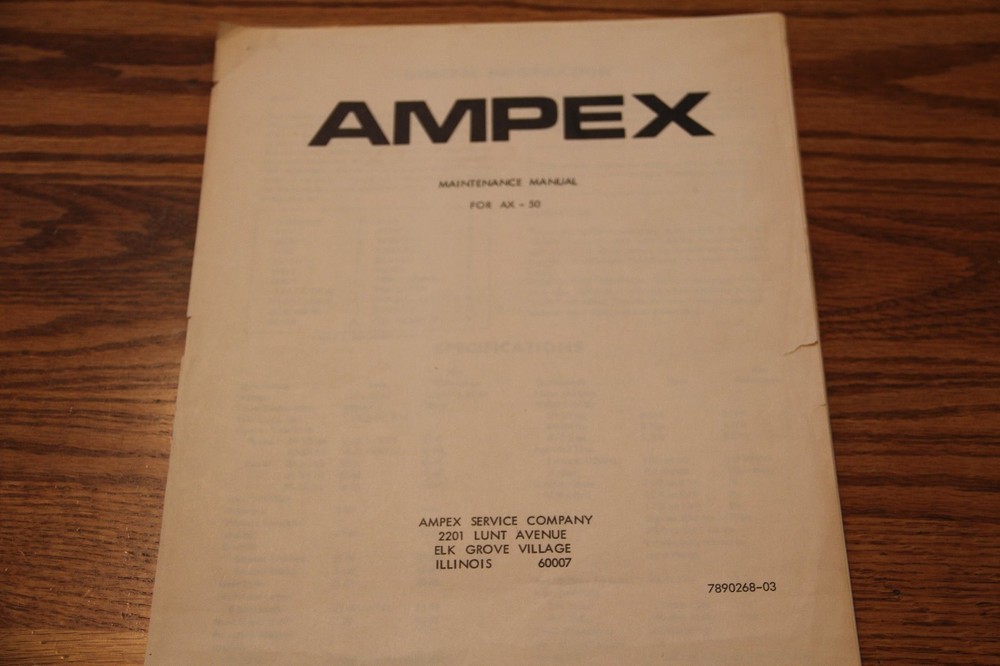 AMPEX
MAINTENANCE MANUAL
FOR AX - 50
SPECIFICATIONS
AMPEX SERVICE COMPANY
2201 LUNT AVENUE
ELK GROVE VILLAGE
ILLINOIS 60007
7890268-03